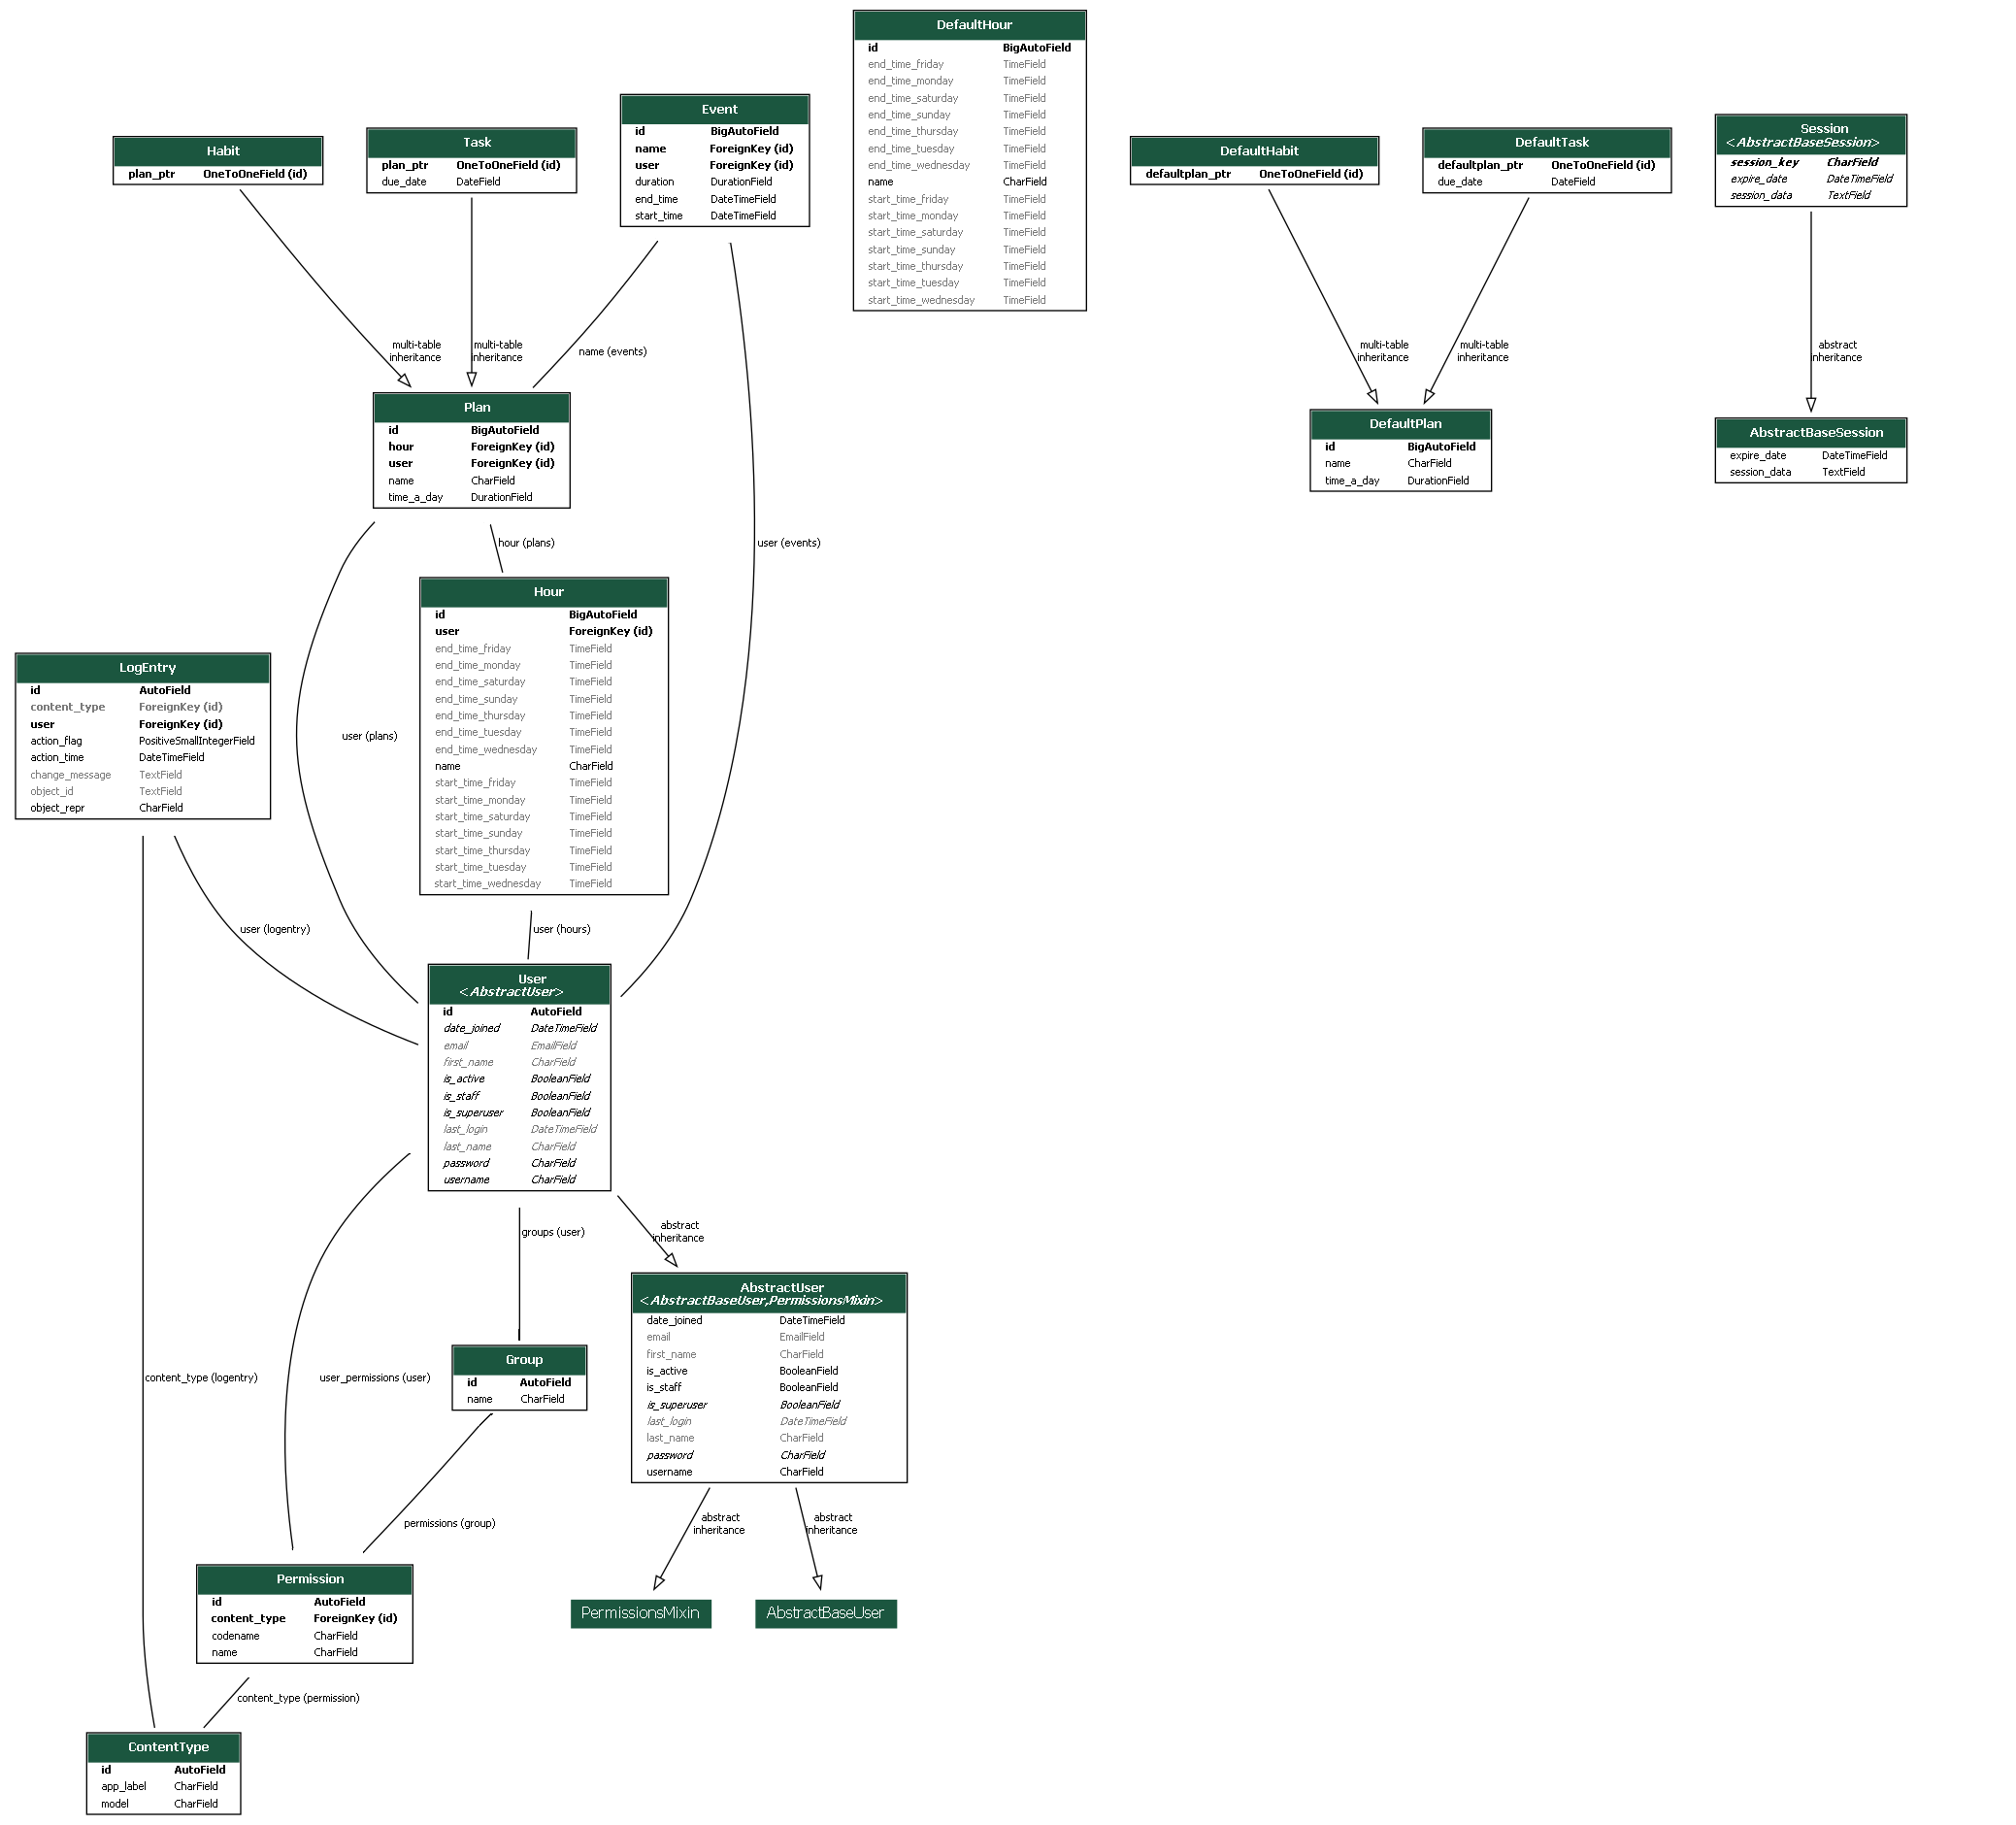 DefaultHour
id BigAutoField
end_time_friday TimeField
end_time_monday TimeField
end_time_saturday TimeField
end_time_sunday TimeField
end_time_thursday TimeField
end_time_tuesday TimeField
end_time_wednesday TimeField
name CharField
start_time_friday TimeField
start_time_monday TimeField
start_time_saturday TimeField
start_time_sunday TimeField
start_time_thursday TimeField
start_time_tuesday TimeField
start_time_wednesday TimeField
Habit
plan_ptr OneToOneField (id)
Task
plan_ptr OneToOneField (id)
due_date DateField
Event
id BigAutoField
name ForeignKey (id)
user ForeignKey (id)
duration DurationField
end_time DateTimeField
start_time DateTimeField
DefaultHabit
defaultplan_ptr OneToOneField (id)
DefaultTask
defaultplan_ptr OneToOneField (id)
due_date DateField
Session
<AbstractBaseSession>
session_key CharField
expire_date DateTimeField
session_data TextField
multi-table
inheritance
multi-table
inheritance
name (events)
multi-table
inheritance
multi-table
inheritance
abstract
inheritance
Plan
id BigAutoField
hour ForeignKey (id)
user ForeignKey (id)
name CharField
time_a_day DurationField
DefaultPlan
id BigAutoField
name CharField
time_a_day DurationField
AbstractBaseSession
expire_date DateTimeField
session_data TextField
hour (plans)
user (events)
Hour
id BigAutoField
user ForeignKey (id)
end_time_friday TimeField
end_time_monday TimeField
end_time_saturday TimeField
end_time_sunday TimeField
end_time_thursday TimeField
end_time_tuesday TimeField
end_time_wednesday TimeField
name CharField
start_time_friday TimeField
start_time_monday TimeField
start_time_saturday TimeField
start_time_sunday TimeField
start_time_thursday TimeField
start_time_tuesday TimeField
start_time_wednesday TimeField
LogEntry
id AutoField
content_type ForeignKey (id)
user ForeignKey (id)
action_flag PositiveSmallIntegerField
action_time DateTimeField
change_message TextField
object_id TextField
object_repr CharField
user (plans)
user (logentry)
user (hours)
User
<AbstractUser>
id AutoField
date_joined DateTimeField
email EmailField
first_name CharField
is_active BooleanField
is_staff BooleanField
is_superuser BooleanField
last_login DateTimeField
last_name CharField
password CharField
username CharField
groups (user)
abstract
inheritance
AbstractUser
<AbstractBaseUser,PermissionsMixin>
date_joined DateTimeField
email EmailField
first_name CharField
is_active BooleanField
is_staff BooleanField
is_superuser BooleanField
last_login DateTimeField
last_name CharField
password CharField
username CharField
Group
id AutoField
name CharField
content_type (logentry)
user_permissions (user)
permissions (group)
abstract
inheritance
abstract
inheritance
Permission
id AutoField
content_type ForeignKey (id)
codename CharField
name CharField
PermissionsMixin
AbstractBaseUser
content_type (permission)
ContentType
id AutoField
app_label CharField
model CharField